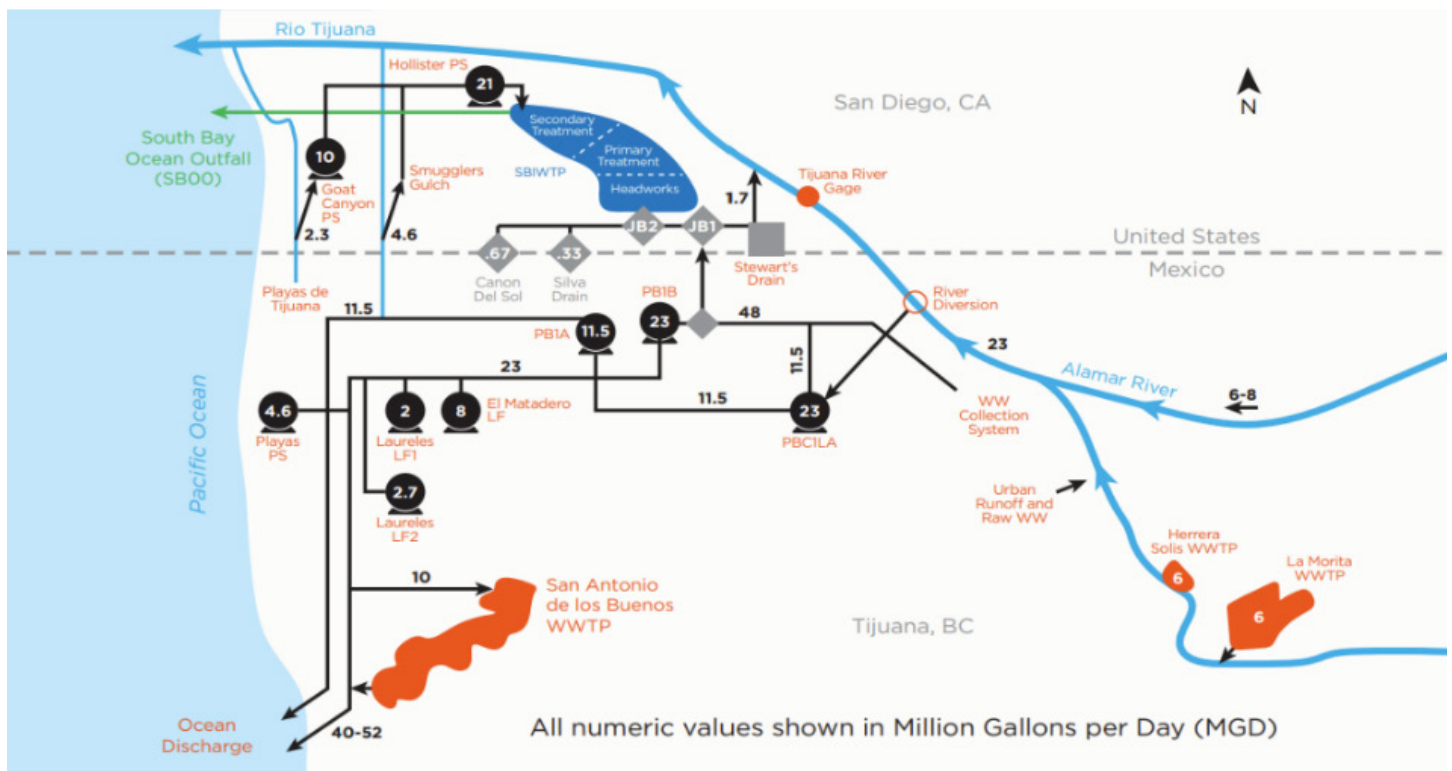 Rio Tijuana
Hollister PS
21
San Diego, CA
N
South Bay
Ocean Outfall
(SB00)
10
Goat
Canyon
PS
Smugglers
Gulch
Secondary
Treatment
Primary
Treatment
SBIWTP
Headworks
Tijuana River
Gage
1.7
2.3
4.6
JB2
JB1
.67
.33
Canon
Del Sol
Silva
Drain
Stewart's
Drain
United States
Mexico
Playas de
Tijuana
PB1B
River
Diversion
11.5
PB1A
11.5
23
48
23
11.5
23
Alamar River
6-8
Pacific Ocean
4.6
Playas
PS
2
Laureles
LF1
8
El Matadero
LF
11.5
23
PBC1LA
WW
Collection
System
2.7
Laureles
LF2
Urban
Runoff and
Raw WW
Herrera
Solis WWTP
6
La Morita
WWTP
6
10
San Antonio
de los Buenos
WWTP
Tijuana, BC
Ocean
Discharge
40-52
All numeric values shown in Million Gallons per Day (MGD)